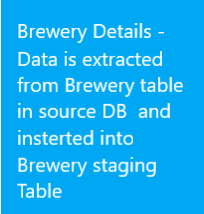 Brewery Details -
Data is extracted
from Brewery table
in source DB  and
insterted into
Brewery staging
Table